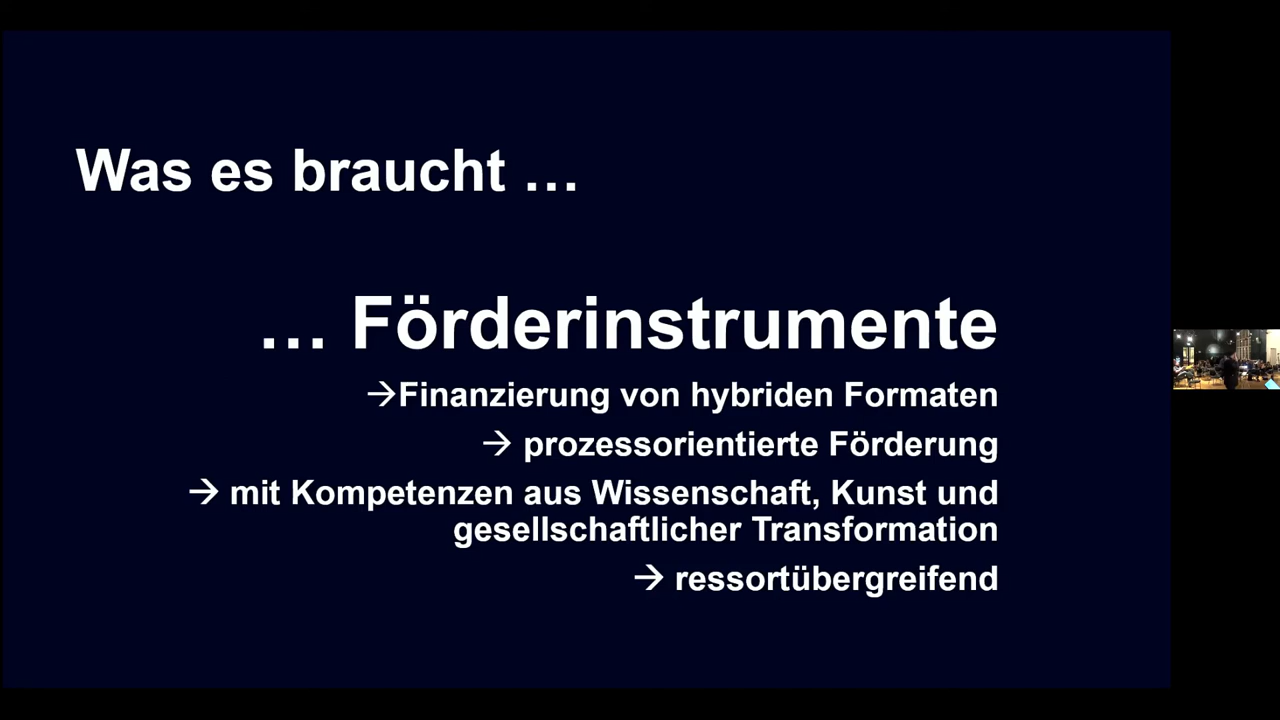 Was es braucht …
… Förderinstrumente
→Finanzierung von hybriden Formaten
→ prozessorientierte Förderung
→ mit Kompetenzen aus Wissenschaft, Kunst und
gesellschaftlicher Transformation
→ ressortübergreifend